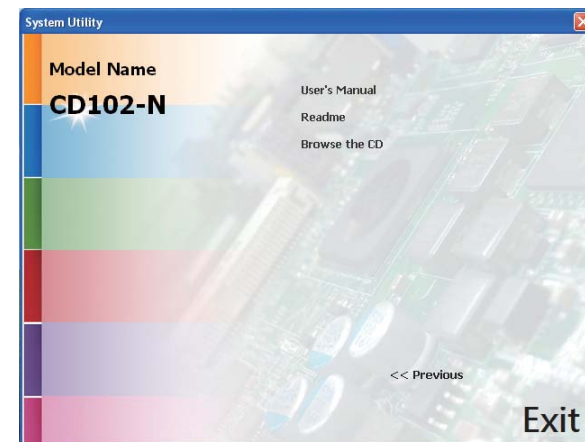 System Utility
Model Name
CD102-N
User's Manual
Readme
Browse the CD
<< Previous
Exit